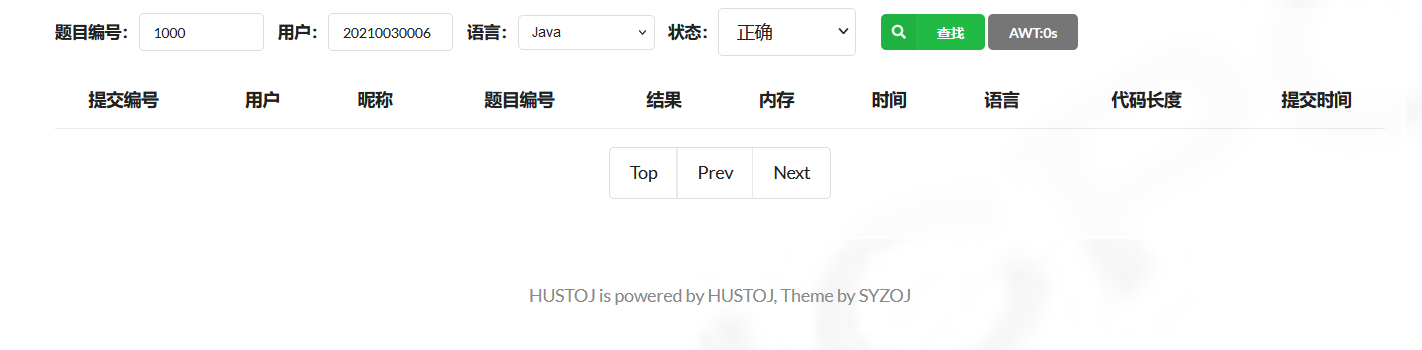 题目编号： 1000 用户： 20210030006 语言： Java 状态： 正确 查找 AWT:0s
提交编号 用户 昵称 题目编号 结果 内存 时间 语言 代码长度 提交时间
Top Prev Next
HUSTOJ is powered by HUSTOJ, Theme by SYZOJ